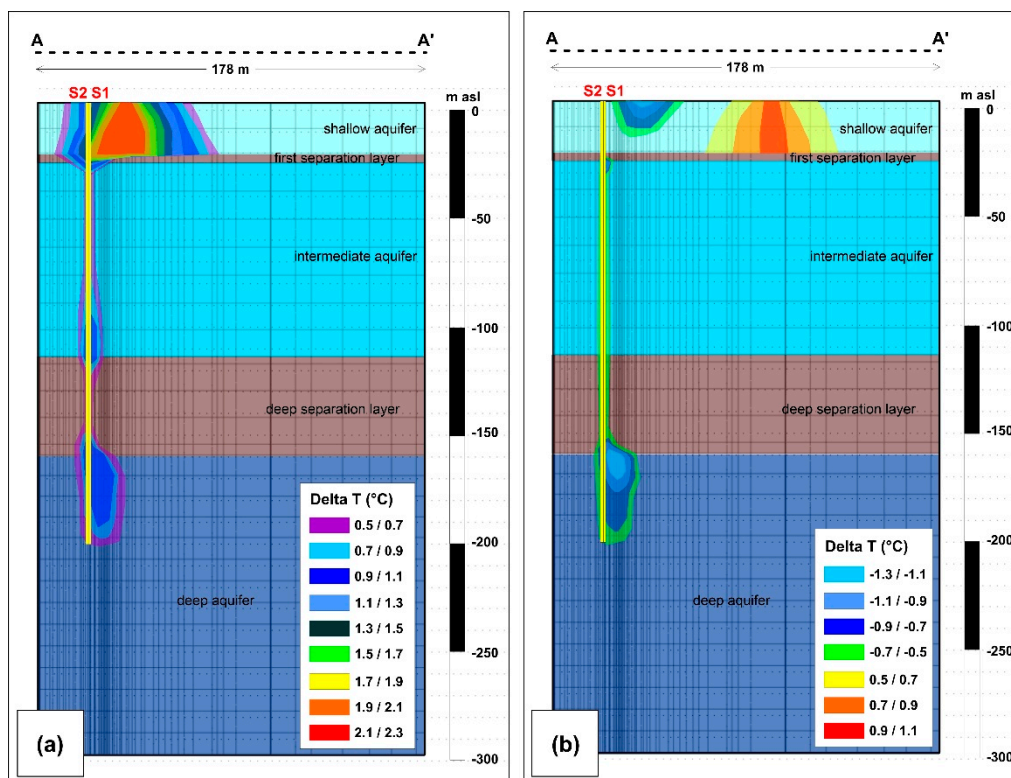 A A'
178 m
S2 S1
m asl
0
shallow aquifer
first separation layer
-50
intermediate aquifer
-100
deep separation layer
-150
Delta T (°C)
0.5 / 0.7
0.7 / 0.9
-200
0.9 / 1.1
1.1 / 1.3
deep aquifer
1.3 / 1.5
1.5 / 1.7
-250
1.7 / 1.9
1.9 / 2.1
2.1 / 2.3
(a)
-300
A A'
178 m
S2 S1
m asl
0
shallow aquifer
first separation layer
-50
intermediate aquifer
-100
deep separation layer
-150
-200
Delta T (°C)
-1.3 / -1.1
deep aquifer
-1.1 / -0.9
-0.9 / -0.7
-250
-0.7 / -0.5
0.5 / 0.7
0.7 / 0.9
0.9 / 1.1
(b)
-300